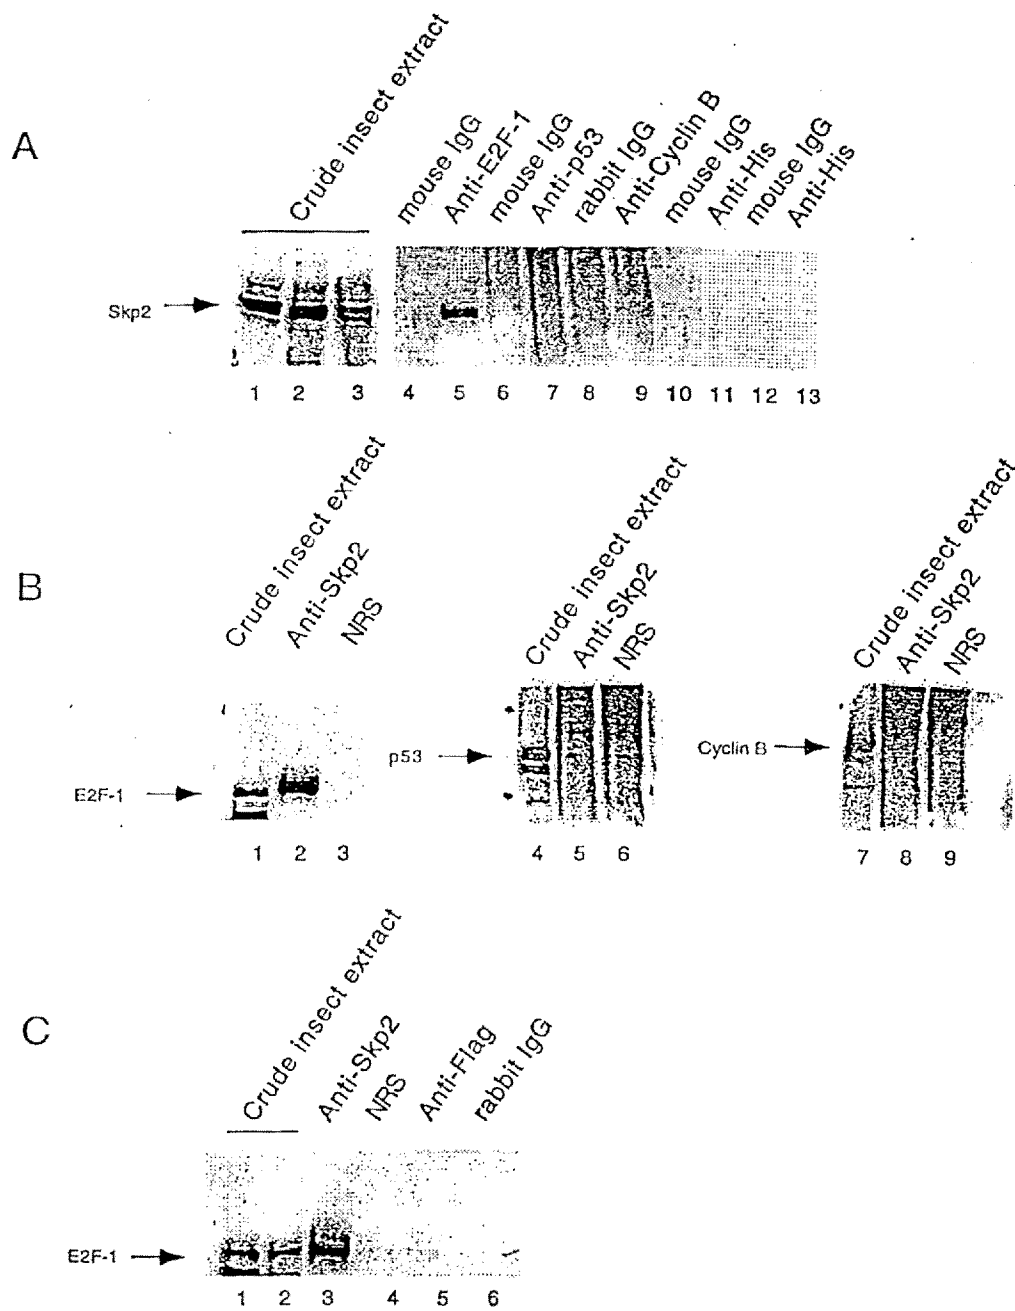 A
Crude insect extract
mouse IgG
Anti-E2F-1
mouse IgG
Anti-p53
rabbit IgG
Anti-Cyclin B
mouse IgG
Anti-His
mouse IgG
Anti-His
Skp2
1 2 3 4 5 6 7 8 9 10 11 12 13
B
Crude insect extract
Anti-Skp2
NRS
Crude insect extract
Anti-Skp2
NRS
Crude insect extract
Anti-Skp2
NRS
E2F-1
p53
Cyclin B
1 2 3 4 5 6 7 8 9
C
Crude insect extract
Anti-Skp2
NRS
Anti-Flag
rabbit IgG
E2F-1
1 2 3 4 5 6